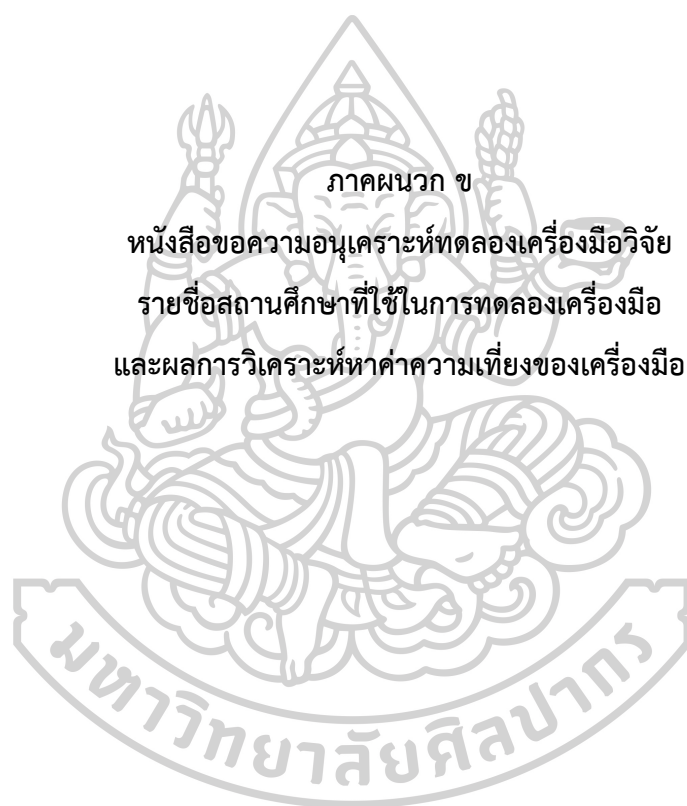 ภาคผนวก ข
หนังสือขอความอนุเคราะห์ทดลองเครื่องมือวิจัย
รายชื่อสถานศึกษาที่ใช้ในการทดลองเครื่องมือ
และผลการวิเคราะห์หาค่าความเที่ยงของเครื่องมือ
มหาวิทยาลัยศิลปากร